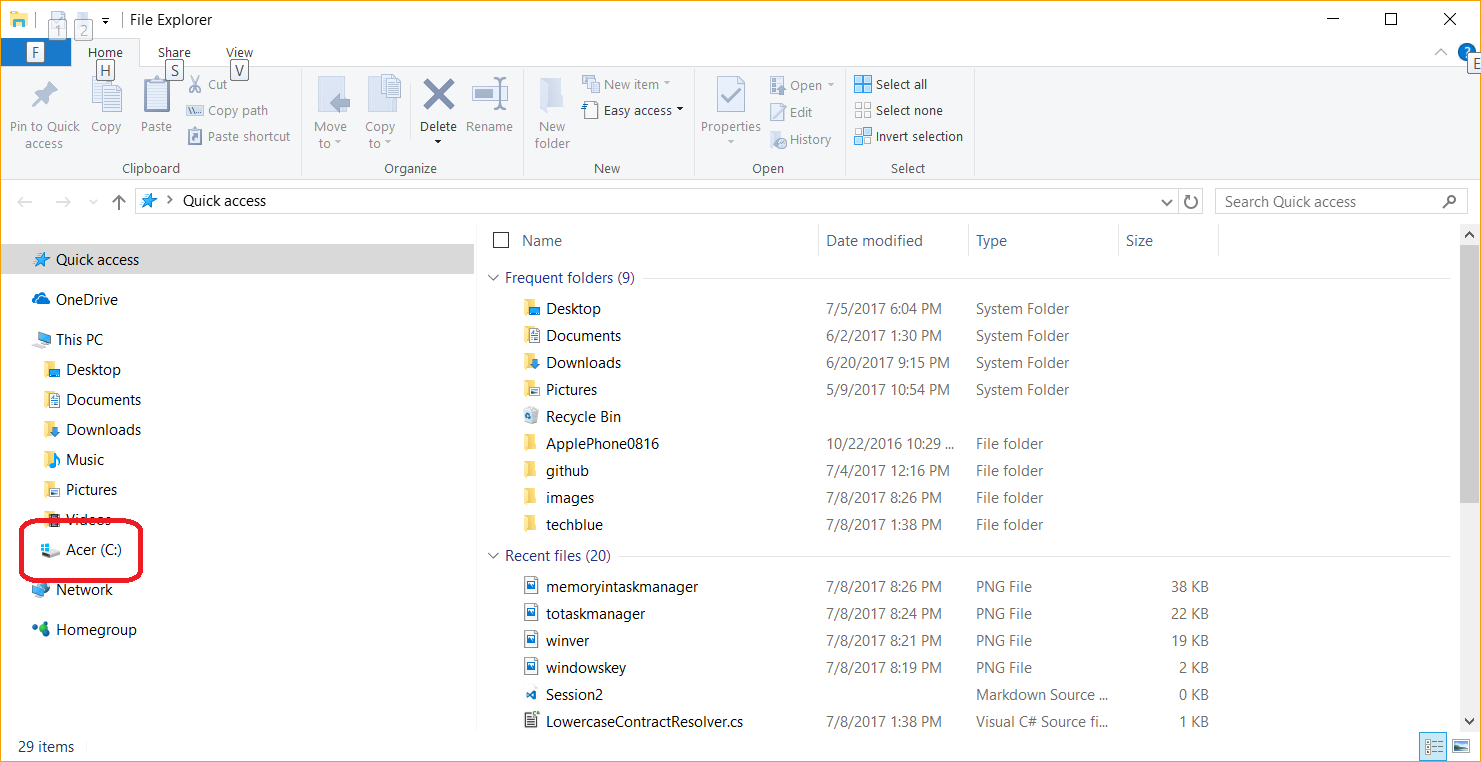 File Explorer
1 2
F
Home Share View
H S V
E
Pin to Quick access
Copy
Paste
Cut
Copy path
Paste shortcut
Clipboard
Move to
Copy to
Delete
Rename
Organize
New folder
New item
Easy access
New
Properties
Open
Edit
History
Open
Select all
Select none
Invert selection
Select
Quick access
Search Quick access
Quick access
OneDrive
This PC
Desktop
Documents
Downloads
Music
Pictures
Videos
Acer (C:)
Network
Homegroup
Name Date modified Type Size
Frequent folders (9)
Desktop 7/5/2017 6:04 PM System Folder
Documents 6/2/2017 1:30 PM System Folder
Downloads 6/20/2017 9:15 PM System Folder
Pictures 5/9/2017 10:54 PM System Folder
Recycle Bin
ApplePhone0816 10/22/2016 10:29 ... File folder
github 7/4/2017 12:16 PM File folder
images 7/8/2017 8:26 PM File folder
techblue 7/8/2017 1:38 PM File folder
Recent files (20)
memoryintaskmanager 7/8/2017 8:26 PM PNG File 38 KB
totaskmanager 7/8/2017 8:24 PM PNG File 22 KB
winver 7/8/2017 8:21 PM PNG File 19 KB
windowskey 7/8/2017 8:19 PM PNG File 2 KB
Session2 Markdown Source ... 0 KB
LowercaseContractResolver.cs 7/8/2017 1:38 PM Visual C# Source fi... 1 KB
29 items